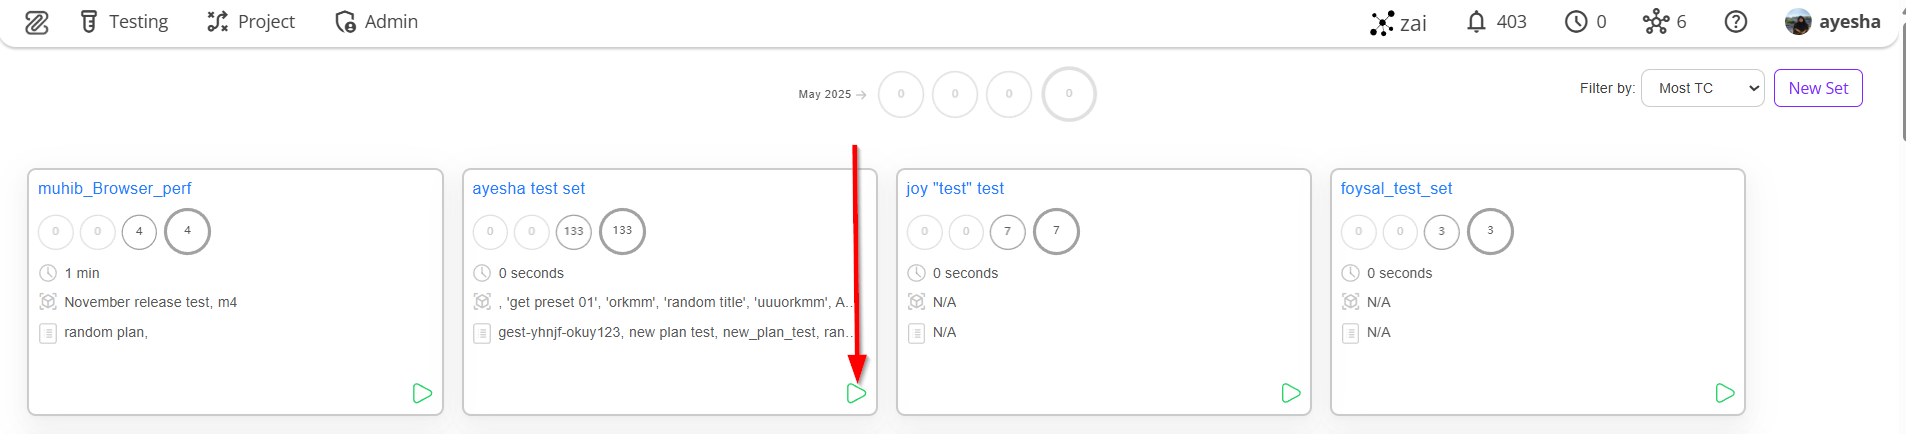 Testing Project Admin zai 403 0 6 ayesha
May 2025 0 0 0 0 Filter by: Most TC New Set
muhib_Browser_perf
0 0 4 4
1 min
November release test, m4
random plan,
ayesha test set
0 0 133 133
0 seconds
, 'get preset 01', 'orkmm', 'random title', 'uuuorkmm', A...
gest-yhnjf-okuy123, new plan test, new_plan_test, ran...
joy "test" test
0 0 7 7
0 seconds
N/A
N/A
foysal_test_set
0 0 3 3
0 seconds
N/A
N/A